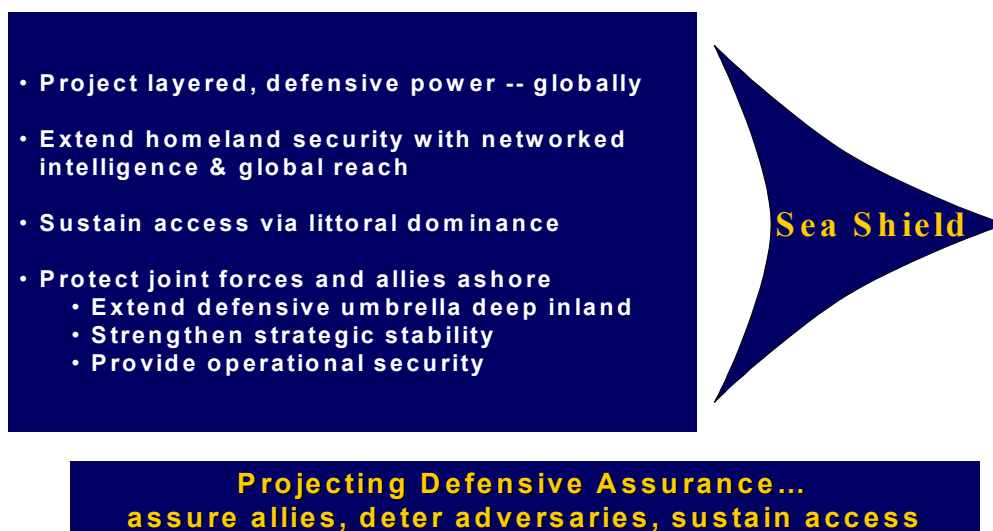 • Project layered, defensive power -- globally
• Extend homeland security with networked
intelligence & global reach
• Sustain access via littoral dominance
• Protect joint forces and allies ashore
• Extend defensive umbrella deep inland
• Strengthen strategic stability
• Provide operational security
Sea Shield
Projecting Defensive Assurance…
assure allies, deter adversaries, sustain access